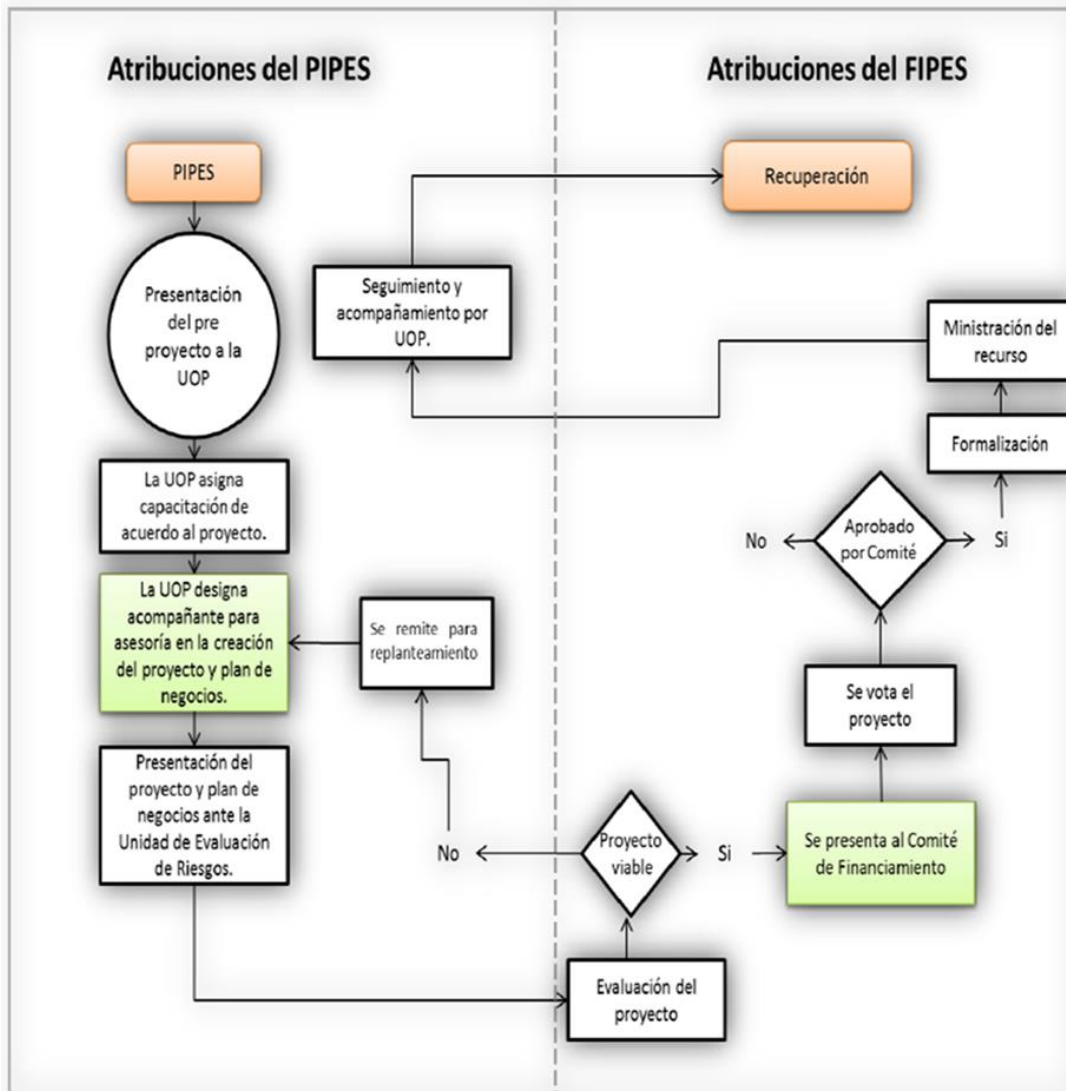 Atribuciones del PIPES
PIPES
Presentación
del pre
proyecto a la
UOP
La UOP asigna
capacitación de
acuerdo al proyecto.
La UOP designa
acompañante para
asesoría en la creación
del proyecto y plan de
negocios.
Presentación del
proyecto y plan de
negocios ante la
Unidad de Evaluación
de Riesgos.
Seguimiento y
acompañamiento por
UOP.
Se remite para
replanteamiento
No
Atribuciones del FIPES
Recuperación
Ministración del
recurso
Formalización
Aprobado
por Comité
No
Si
Se vota el
proyecto
Se presenta al Comité
de Financiamiento
Proyecto
viable
Si
Evaluación del
proyecto